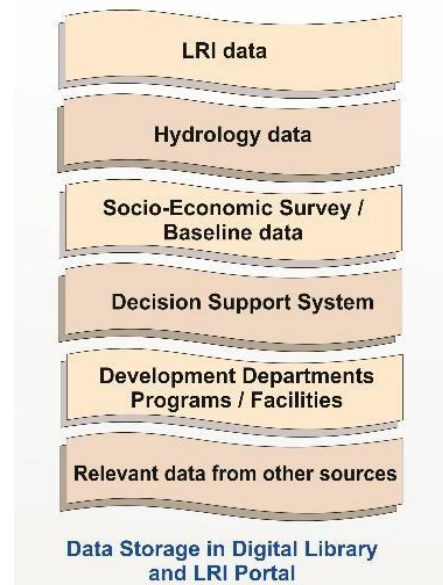 LRI data
Hydrology data
Socio-Economic Survey /
Baseline data
Decision Support System
Development Departments
Programs / Facilities
Relevant data from other sources
Data Storage in Digital Library
and LRI Portal